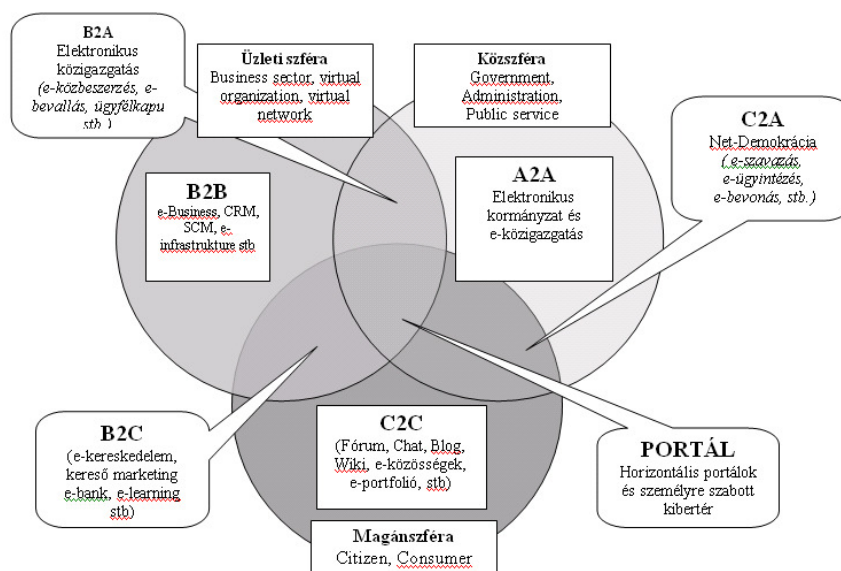 B2A
Elektronikus
közigazgatás
(e-közbeszerzés, e-
bevallás, ügyfélkapu
stb.)
Üzleti szféra
Business sector, virtual
organization, virtual
network
Közszféra
Government,
Administration,
Public service
C2A
Net-Demokrácia
( e-szavazás,
e-ügyintézés,
e-bevonás, stb.)
B2B
e-Business, CRM,
SCM, e-
infrastrukture stb
A2A
Elektronikus
kormányzat és
e-közigazgatás
B2C
(e-kereskedelem,
kereső marketing
e-bank, e-learning
stb)
C2C
(Fórum, Chat, Blog,
Wiki, e-közösségek,
e-portfolió, stb)
PORTÁL
Horizontális portálok
és személyre szabott
kibertér
Magánszféra
Citizen, Consumer